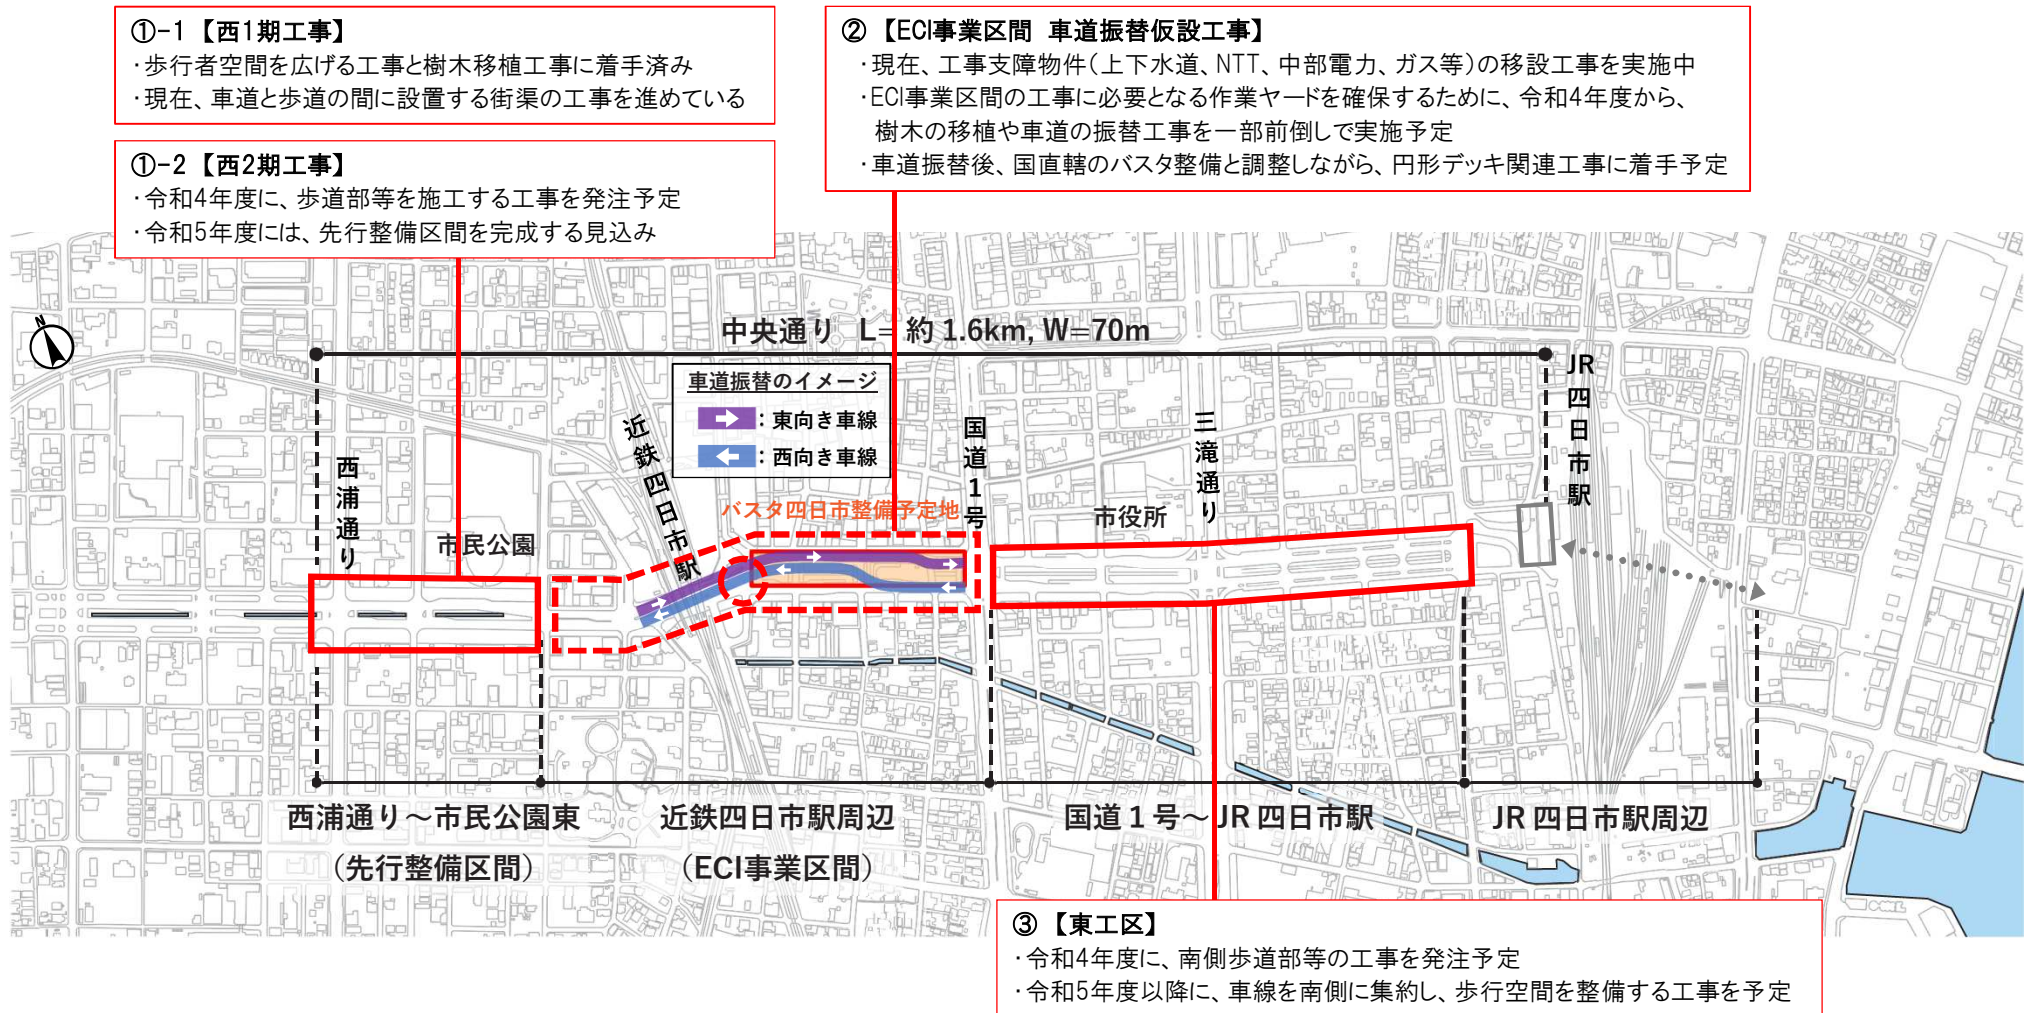 ①-1 【西1期工事】
・歩行者空間を広げる工事と樹木移植工事に着手済み
・現在、車道と歩道の間に設置する街渠の工事を進めている
①-2 【西2期工事】
・令和4年度に、歩道部等を施工する工事を発注予定
・令和5年度には、先行整備区間を完成する見込み
② 【ECI事業区間 車道振替仮設工事】
・現在、工事支障物件(上下水道、NTT、中部電力、ガス等)の移設工事を実施中
・ECI事業区間の工事に必要となる作業ヤードを確保するために、令和4年度から、
樹木の移植や車道の振替工事を一部前倒しで実施予定
・車道振替後、国直轄のバスタ整備と調整しながら、円形デッキ関連工事に着手予定
N
中央通り L= 約 1.6km, W=70m
車道振替のイメージ
:東向き車線
:西向き車線
西浦通り
市民公園
近鉄四日市駅
バスタ四日市整備予定地
国道1号
市役所
三滝通り
JR四日市駅
西浦通り～市民公園東
(先行整備区間)
近鉄四日市駅周辺
(ECI事業区間)
国道1号～JR四日市駅
JR四日市駅周辺
③ 【東工区】
・令和4年度に、南側歩道部等の工事を発注予定
・令和5年度以降に、車線を南側に集約し、歩行空間を整備する工事を予定